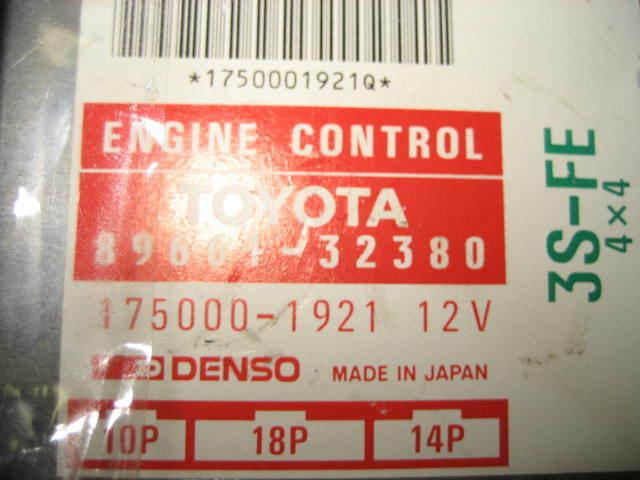 *1750001921Q*
ENGINE CONTROL
TOYOTA
89661-32380
175000-1921 12V
DENSO MADE IN JAPAN
10P 18P 14P
3S-FE
4×4